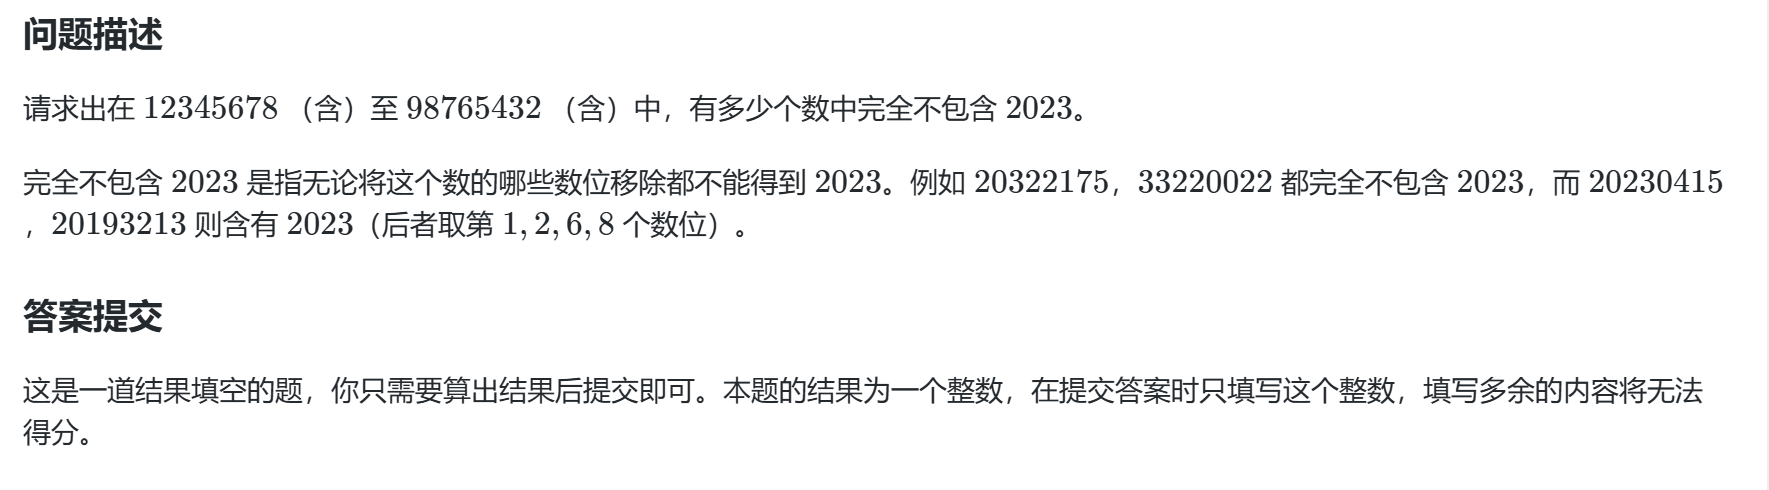 问题描述
请求出在 12345678 （含）至 98765432 （含）中，有多少个数中完全不包含 2023。
完全不包含 2023 是指无论将这个数的哪些数位移除都不能得到 2023。例如 20322175，33220022 都完全不包含 2023，而 20230415
，20193213 则含有 2023（后者取第 1, 2, 6, 8 个数位）。
答案提交
这是一道结果填空的题，你只需要算出结果后提交即可。本题的结果为一个整数，在提交答案时只填写这个整数，填写多余的内容将无法
得分。